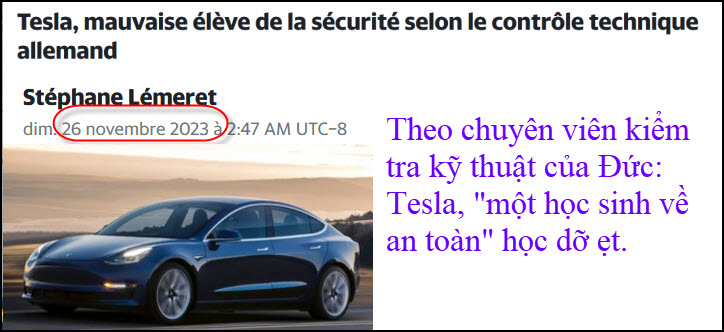 Tesla, mauvaise élève de la sécurité selon le contrôle technique
allemand
Stéphane Lémeret
dim. 26 novembre 2023 à 2:47 AM UTC−8
Theo chuyên viên kiểm
tra kỹ thuật của Đức:
Tesla, "một học sinh về
an toàn" học dỡ ẹt.